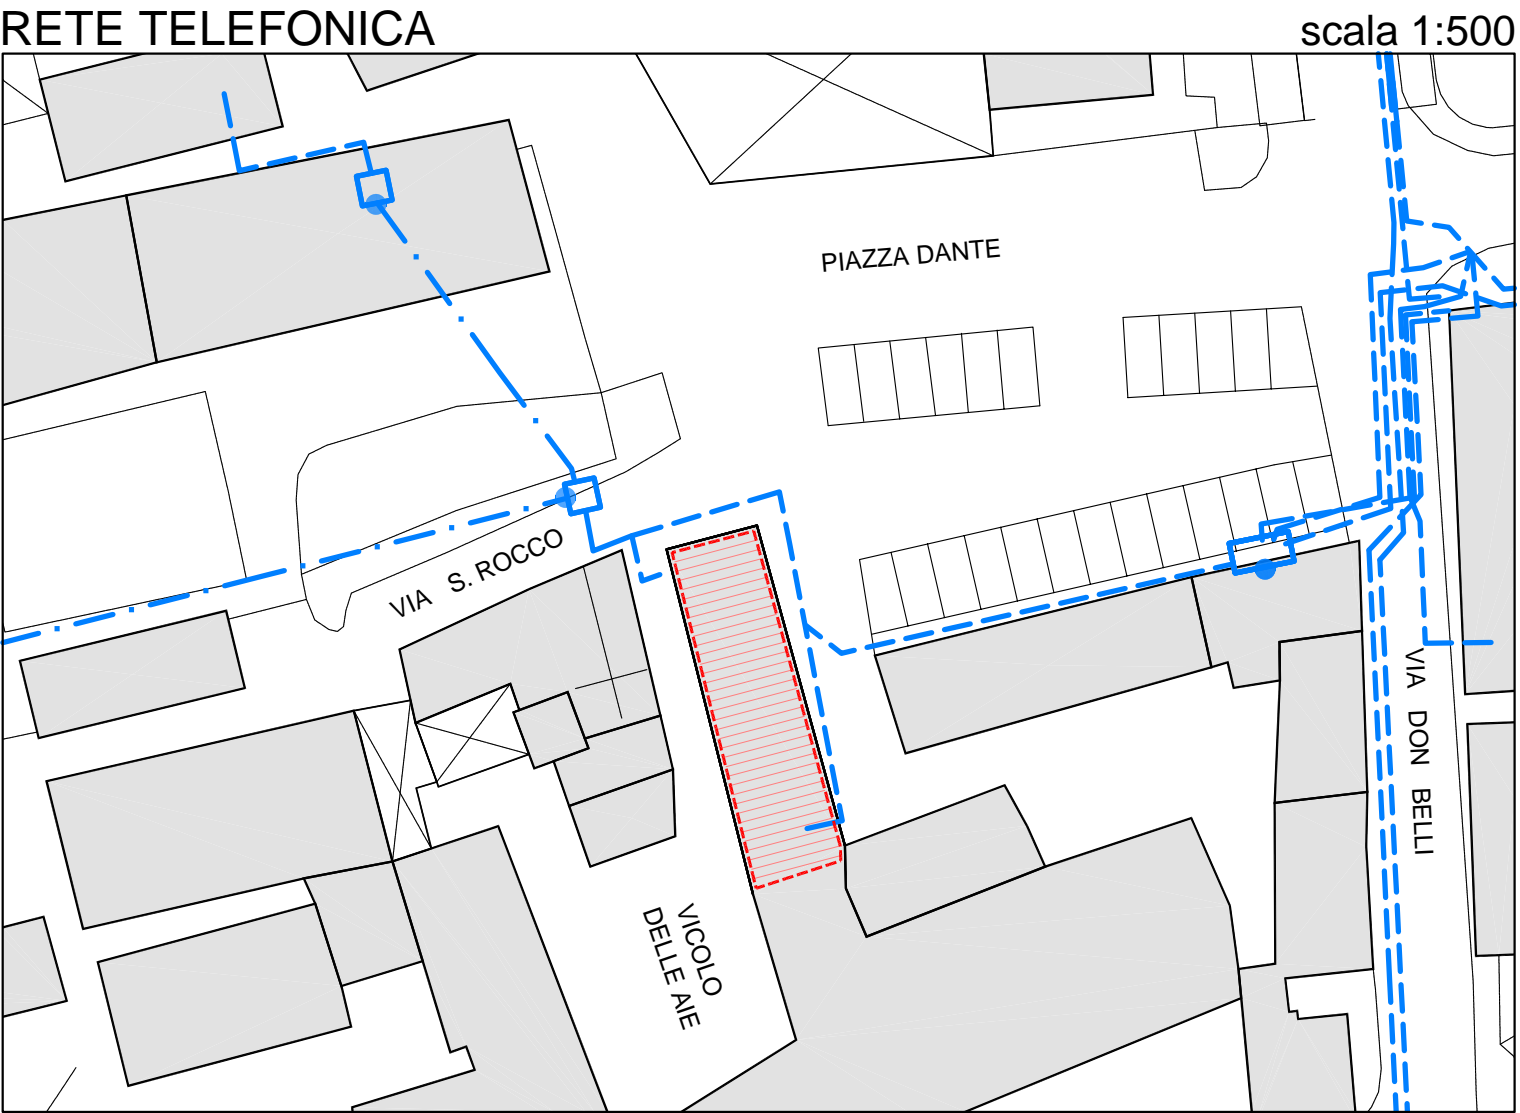 RETE TELEFONICA
scala 1:500
PIAZZA DANTE
VIA S. ROCCO
VIA DON BELLI
VICOLO
DELLE AIE